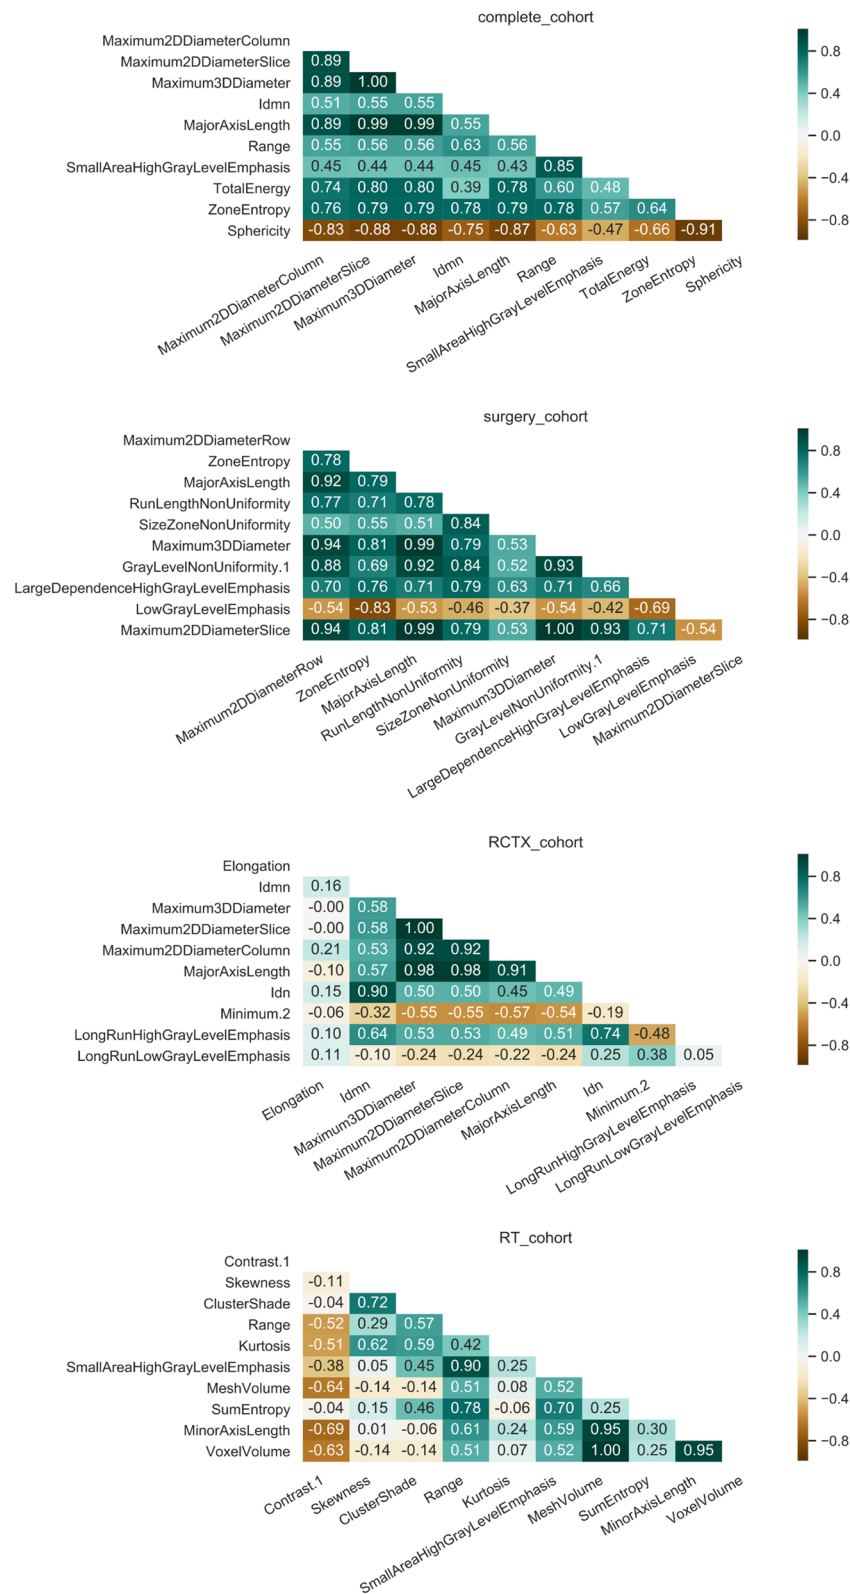 complete_cohort
Maximum2DDiameterColumn
Maximum2DDiameterSlice 0.89
Maximum3DDiameter 0.89 1.00
Idmn 0.51 0.55 0.55
MajorAxisLength 0.89 0.99 0.99 0.55
Range 0.55 0.56 0.56 0.63 0.56
SmallAreaHighGrayLevelEmphasis 0.45 0.44 0.44 0.45 0.43 0.85
TotalEnergy 0.74 0.80 0.80 0.39 0.78 0.60 0.48
ZoneEntropy 0.76 0.79 0.79 0.78 0.79 0.78 0.57 0.64
Sphericity -0.83 -0.88 -0.88 -0.75 -0.87 -0.63 -0.47 -0.66 -0.91
Maximum2DDiameterColumn
Maximum2DDiameterSlice
Maximum3DDiameter
Idmn
MajorAxisLength
Range
SmallAreaHighGrayLevelEmphasis
TotalEnergy
ZoneEntropy
Sphericity
0.8
0.4
0.0
-0.4
-0.8
surgery_cohort
Maximum2DDiameterRow
ZoneEntropy 0.78
MajorAxisLength 0.92 0.79
RunLengthNonUniformity 0.77 0.71 0.78
SizeZoneNonUniformity 0.50 0.55 0.51 0.84
Maximum3DDiameter 0.94 0.81 0.99 0.79 0.53
GrayLevelNonUniformity.1 0.88 0.69 0.92 0.84 0.52 0.93
LargeDependenceHighGrayLevelEmphasis 0.70 0.76 0.71 0.79 0.63 0.71 0.66
LowGrayLevelEmphasis -0.54 -0.83 -0.53 -0.46 -0.37 -0.54 -0.42 -0.69
Maximum2DDiameterSlice 0.94 0.81 0.99 0.79 0.53 1.00 0.93 0.71 -0.54
Maximum2DDiameterRow
ZoneEntropy
MajorAxisLength
RunLengthNonUniformity
SizeZoneNonUniformity
Maximum3DDiameter
GrayLevelNonUniformity.1
LargeDependenceHighGrayLevelEmphasis
LowGrayLevelEmphasis
Maximum2DDiameterSlice
0.8
0.4
0.0
-0.4
-0.8
RCTX_cohort
Elongation
Idmn 0.16
Maximum3DDiameter -0.00 0.58
Maximum2DDiameterSlice -0.00 0.58 1.00
Maximum2DDiameterColumn 0.21 0.53 0.92 0.92
MajorAxisLength -0.10 0.57 0.98 0.98 0.91
Idn 0.15 0.90 0.50 0.50 0.45 0.49
Minimum.2 -0.06 -0.32 -0.55 -0.55 -0.57 -0.54 -0.19
LongRunHighGrayLevelEmphasis 0.10 0.64 0.53 0.53 0.49 0.51 0.74 -0.48
LongRunLowGrayLevelEmphasis 0.11 -0.10 -0.24 -0.24 -0.22 -0.24 0.25 0.38 0.05
Elongation
Idmn
Maximum3DDiameter
Maximum2DDiameterSlice
Maximum2DDiameterColumn
MajorAxisLength
Idn
Minimum.2
LongRunHighGrayLevelEmphasis
LongRunLowGrayLevelEmphasis
0.8
0.4
0.0
-0.4
-0.8
RT_cohort
Contrast.1
Skewness -0.11
ClusterShade -0.04 0.72
Range -0.52 0.29 0.57
Kurtosis -0.51 0.62 0.59 0.42
SmallAreaHighGrayLevelEmphasis -0.38 0.05 0.45 0.90 0.25
MeshVolume -0.64 -0.14 -0.14 0.51 0.08 0.52
SumEntropy -0.04 0.15 0.46 0.78 -0.06 0.70 0.25
MinorAxisLength -0.69 0.01 -0.06 0.61 0.24 0.59 0.95 0.30
VoxelVolume -0.63 -0.14 -0.14 0.51 0.07 0.52 1.00 0.25 0.95
Contrast.1
Skewness
ClusterShade
Range
Kurtosis
SmallAreaHighGrayLevelEmphasis
MeshVolume
SumEntropy
MinorAxisLength
VoxelVolume
0.8
0.4
0.0
-0.4
-0.8